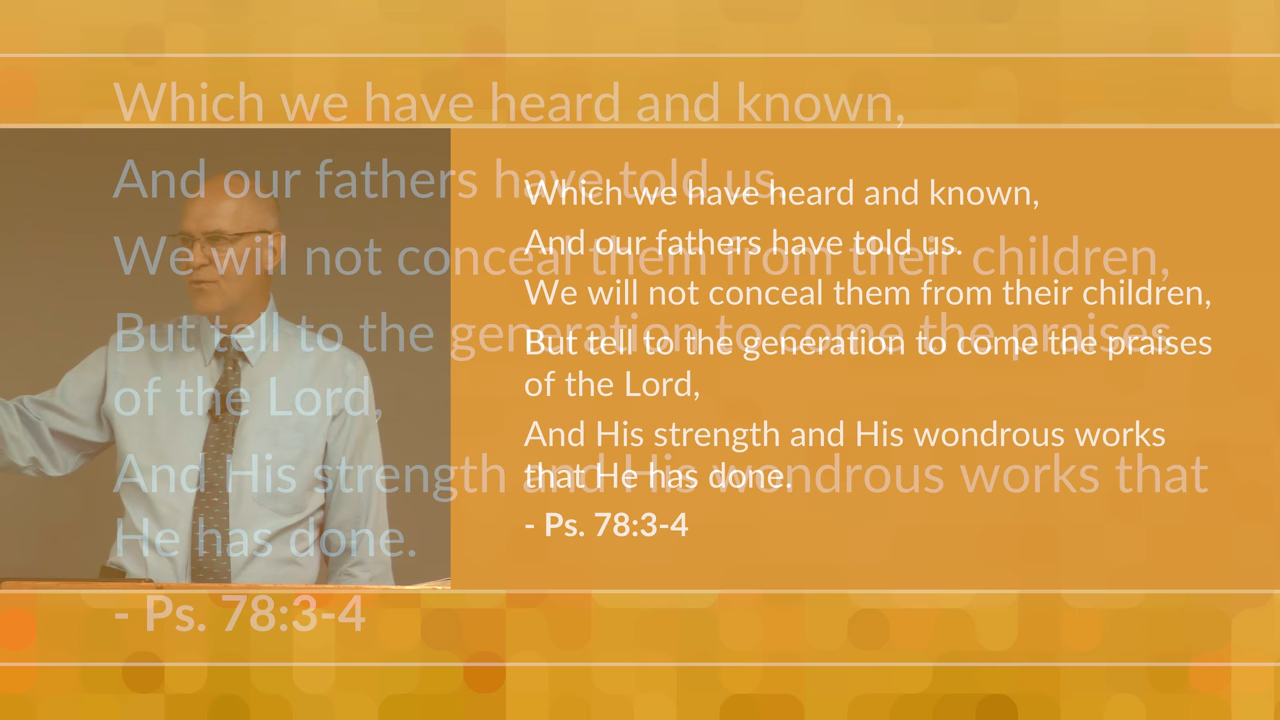 Which we have heard and known,
And our fathers have told us,
We will not conceal them from their children,
But tell to the generation to come the praises
of the Lord,
And His strength and His wondrous works that
He has done.
- Ps. 78:3-4
Which we have heard and known,
And our fathers have told us.
We will not conceal them from their children,
But tell to the generation to come the praises
of the Lord,
And His strength and His wondrous works
that He has done.
- Ps. 78:3-4